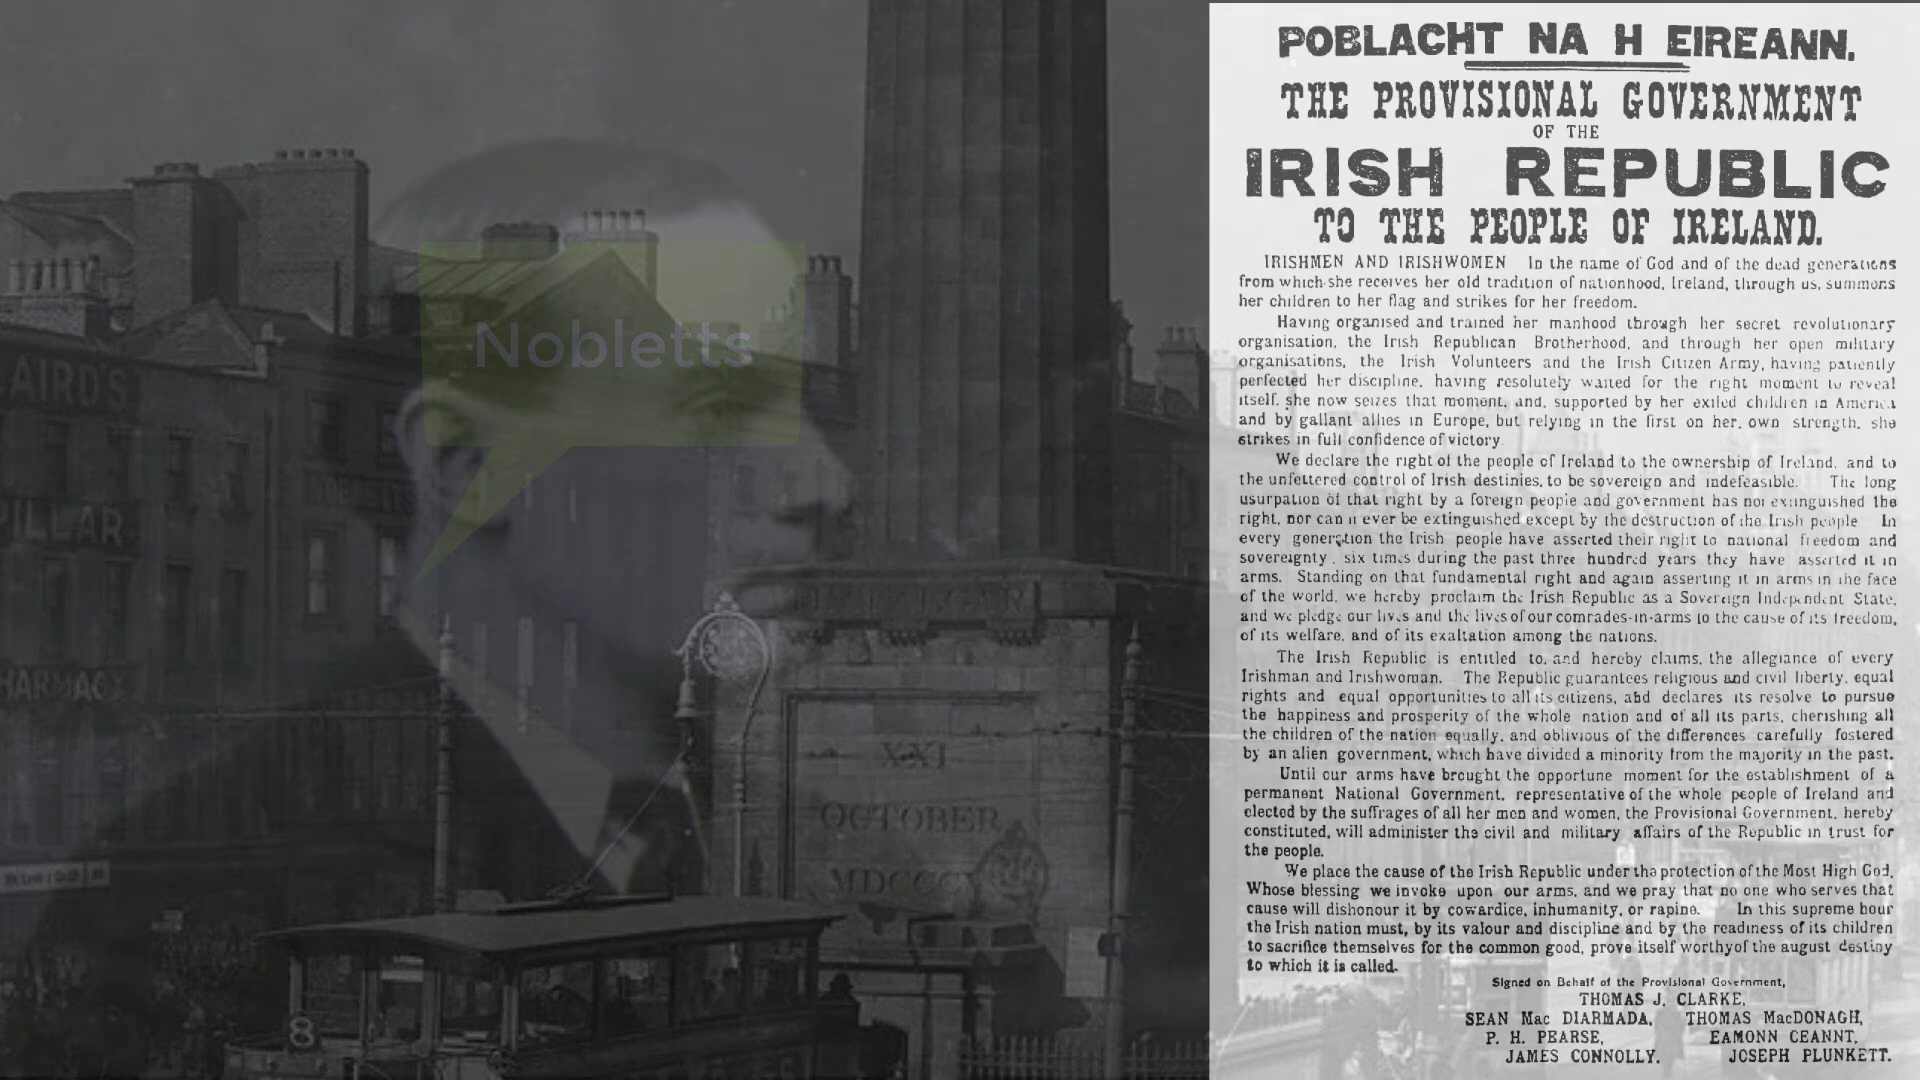 AIRD'S
PILLAR
HARMACY
Nobletts
TRAFALGAR
XXI
OCTOBER
MDCCC
8
POBLACHT NA H EIREANN.
THE PROVISIONAL GOVERNMENT
OF THE
IRISH REPUBLIC
TO THE PEOPLE OF IRELAND.
IRISHMEN AND IRISHWOMEN In the name of God and of the dead generations
from which she receives her old tradition of nationhood, Ireland, through us, summons
her children to her flag and strikes for her freedom.
Having organised and trained her manhood through her secret revolutionary
organisation, the Irish Republican Brotherhood, and through her open military
organisations, the Irish Volunteers and the Irish Citizen Army, having patiently
perfected her discipline, having resolutely waited for the right moment to reveal
itself, she now seizes that moment, and, supported by her exiled children in America
and by gallant allies in Europe, but relying in the first on her own strength, she
strikes in full confidence of victory.
We declare the right of the people of Ireland to the ownership of Ireland, and to
the unfettered control of Irish destinies, to be sovereign and indefeasible. The long
usurpation of that right by a foreign people and government has not extinguished the
right, nor can it ever be extinguished except by the destruction of the Irish people. In
every generation the Irish people have asserted their right to national freedom and
sovereignty, six times during the past three hundred years they have asserted it in
arms. Standing on that fundamental right and again asserting it in arms in the face
of the world, we hereby proclaim the Irish Republic as a Sovereign Independent State,
and we pledge our lives and the lives of our comrades-in-arms to the cause of its freedom,
of its welfare, and of its exaltation among the nations.
The Irish Republic is entitled to, and hereby claims, the allegiance of every
Irishman and Irishwoman. The Republic guarantees religious and civil liberty, equal
rights and equal opportunities to all its citizens, and declares its resolve to pursue
the happiness and prosperity of the whole nation and of all its parts, cherishing all
the children of the nation equally, and oblivious of the differences carefully fostered
by an alien government, which have divided a minority from the majority in the past.
Until our arms have brought the opportune moment for the establishment of a
permanent National Government, representative of the whole people of Ireland and
elected by the suffrages of all her men and women, the Provisional Government, hereby
constituted, will administer the civil and military affairs of the Republic in trust for
the people.
We place the cause of the Irish Republic under the protection of the Most High God,
Whose blessing we invoke upon our arms, and we pray that no one who serves that
cause will dishonour it by cowardice, inhumanity, or rapine. In this supreme hour
the Irish nation must, by its valour and discipline and by the readiness of its children
to sacrifice themselves for the common good, prove itself worthy of the august destiny
to which it is called.
Signed on Behalf of the Provisional Government,
THOMAS J. CLARKE,
SEAN Mac DIARMADA, THOMAS MacDONAGH,
P. H. PEARSE, EAMONN CEANNT,
JAMES CONNOLLY, JOSEPH PLUNKETT.